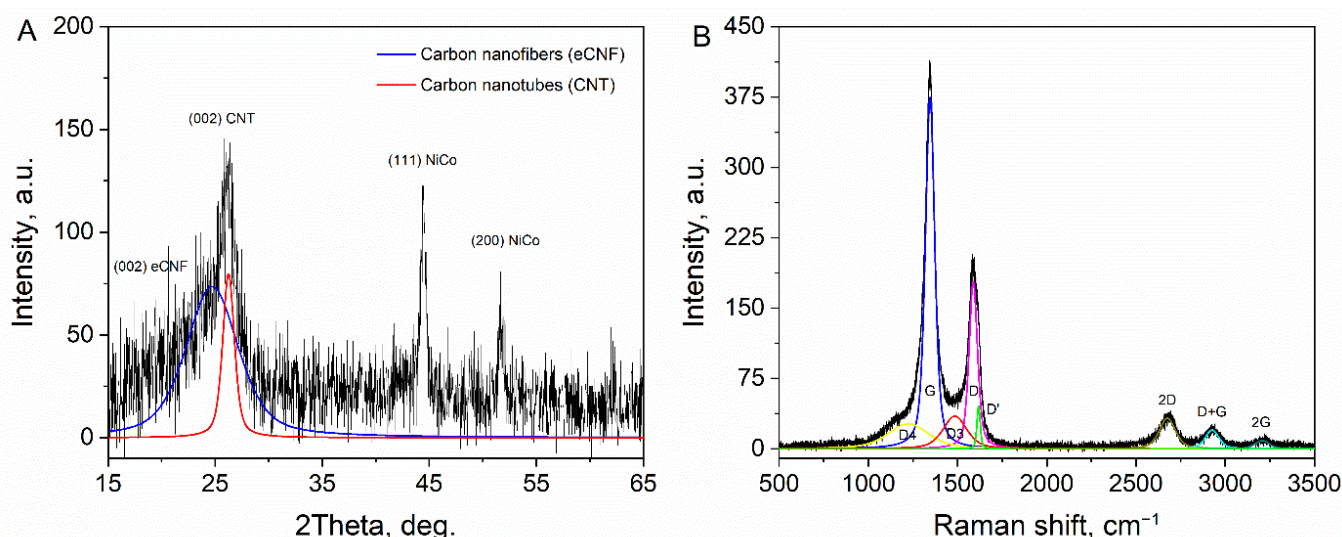 A
200
150
100
50
0
Intensity, a.u.
Carbon nanofibers (eCNF)
Carbon nanotubes (CNT)
(002) CNT
(111) NiCo
(200) NiCo
(002) eCNF
15
25
35
45
55
65
2Theta, deg.
B
450
375
300
225
150
75
0
Intensity, a.u.
G
D
D'
D4
D3
2D
D+G
2G
500
1000
1500
2000
2500
3000
3500
Raman shift, cm⁻¹